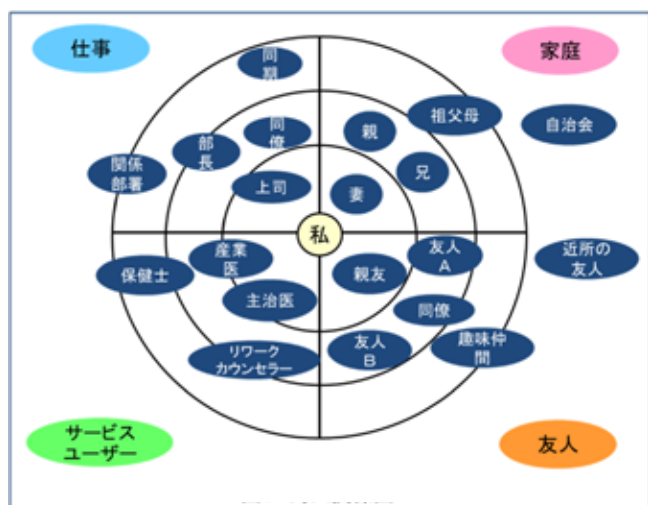 仕事
家庭
同
期
祖父母
自治会
同
僚
親
部
長
関係
部署
兄
上司
妻
私
産業
医
友人
A
近所の
友人
保健士
親友
主治医
同僚
友人
B
趣味仲
間
リワーク
カウンセラー
サービス
ユーザー
友人